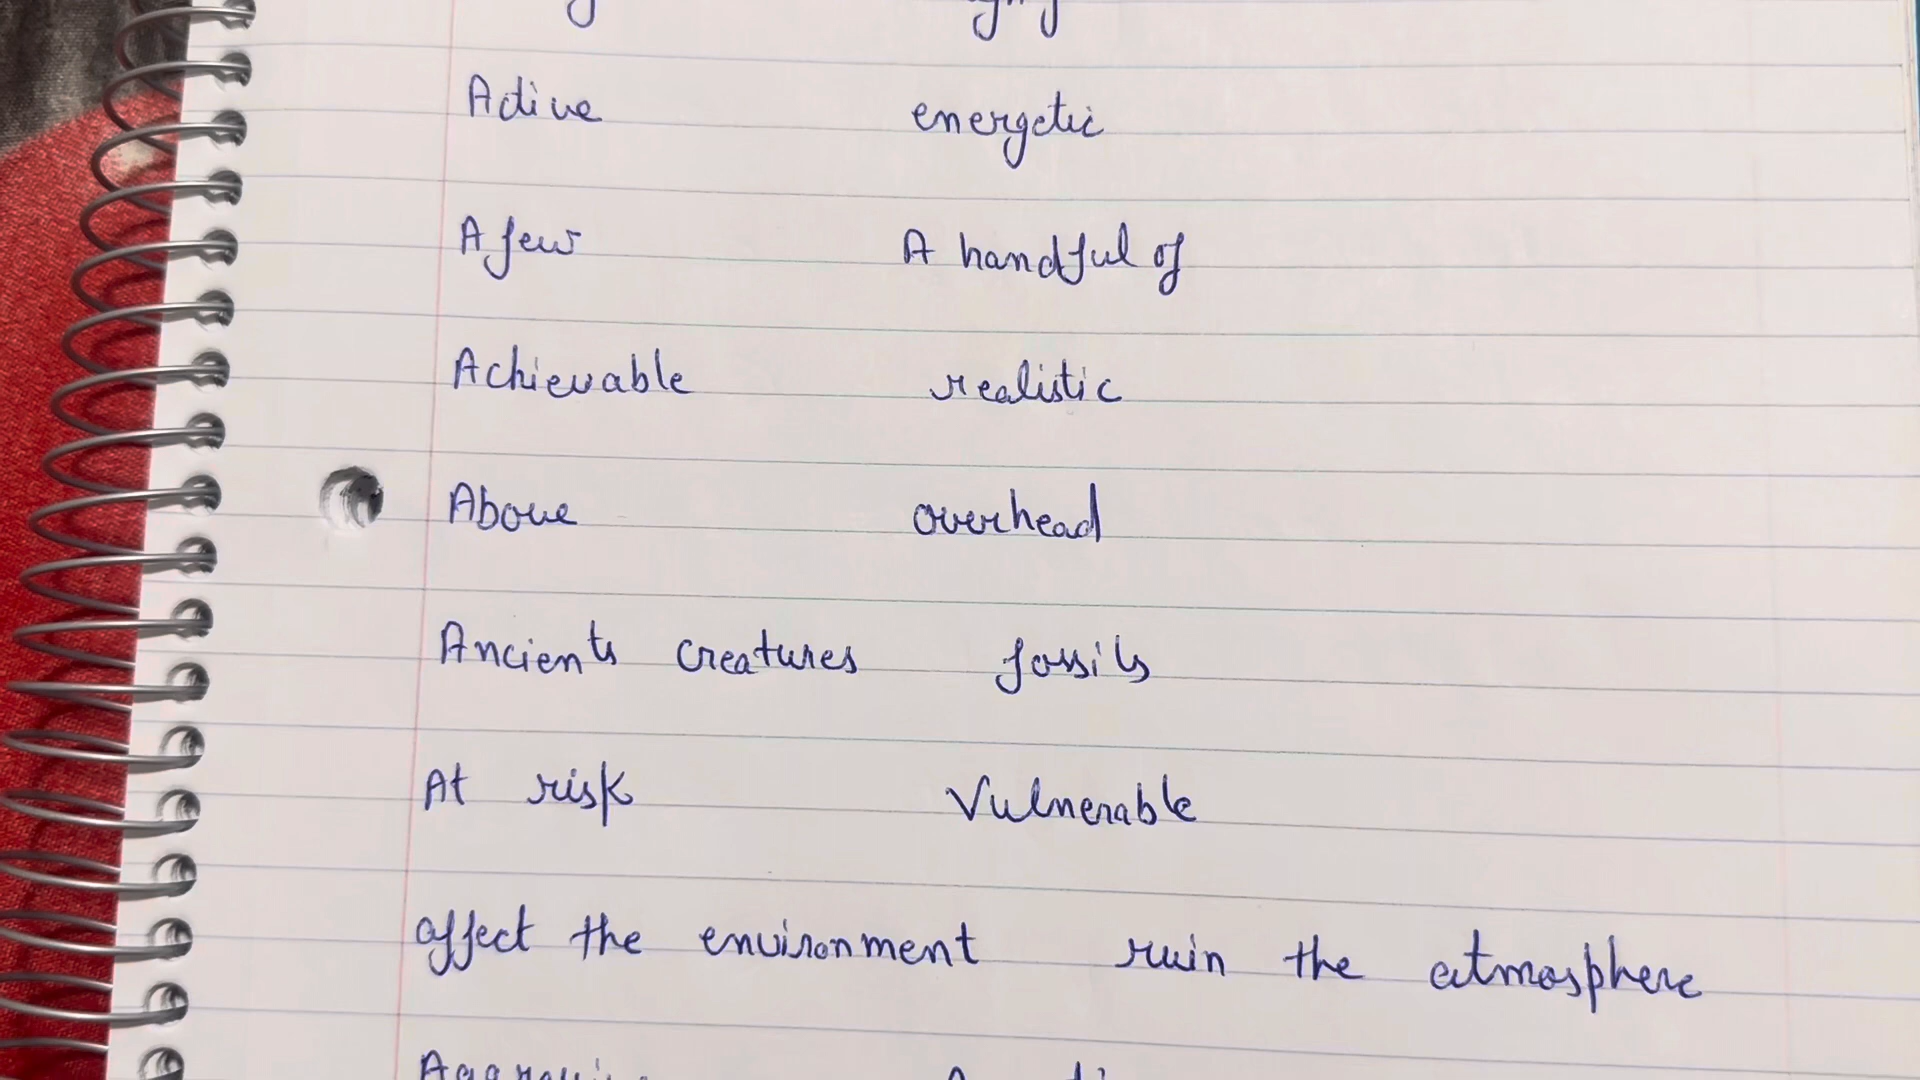 Active energetic
A few A handful of
Achievable realistic
Above overhead
Ancients creatures fossils
At risk Vulnerable
affect the environment ruin the atmosphere